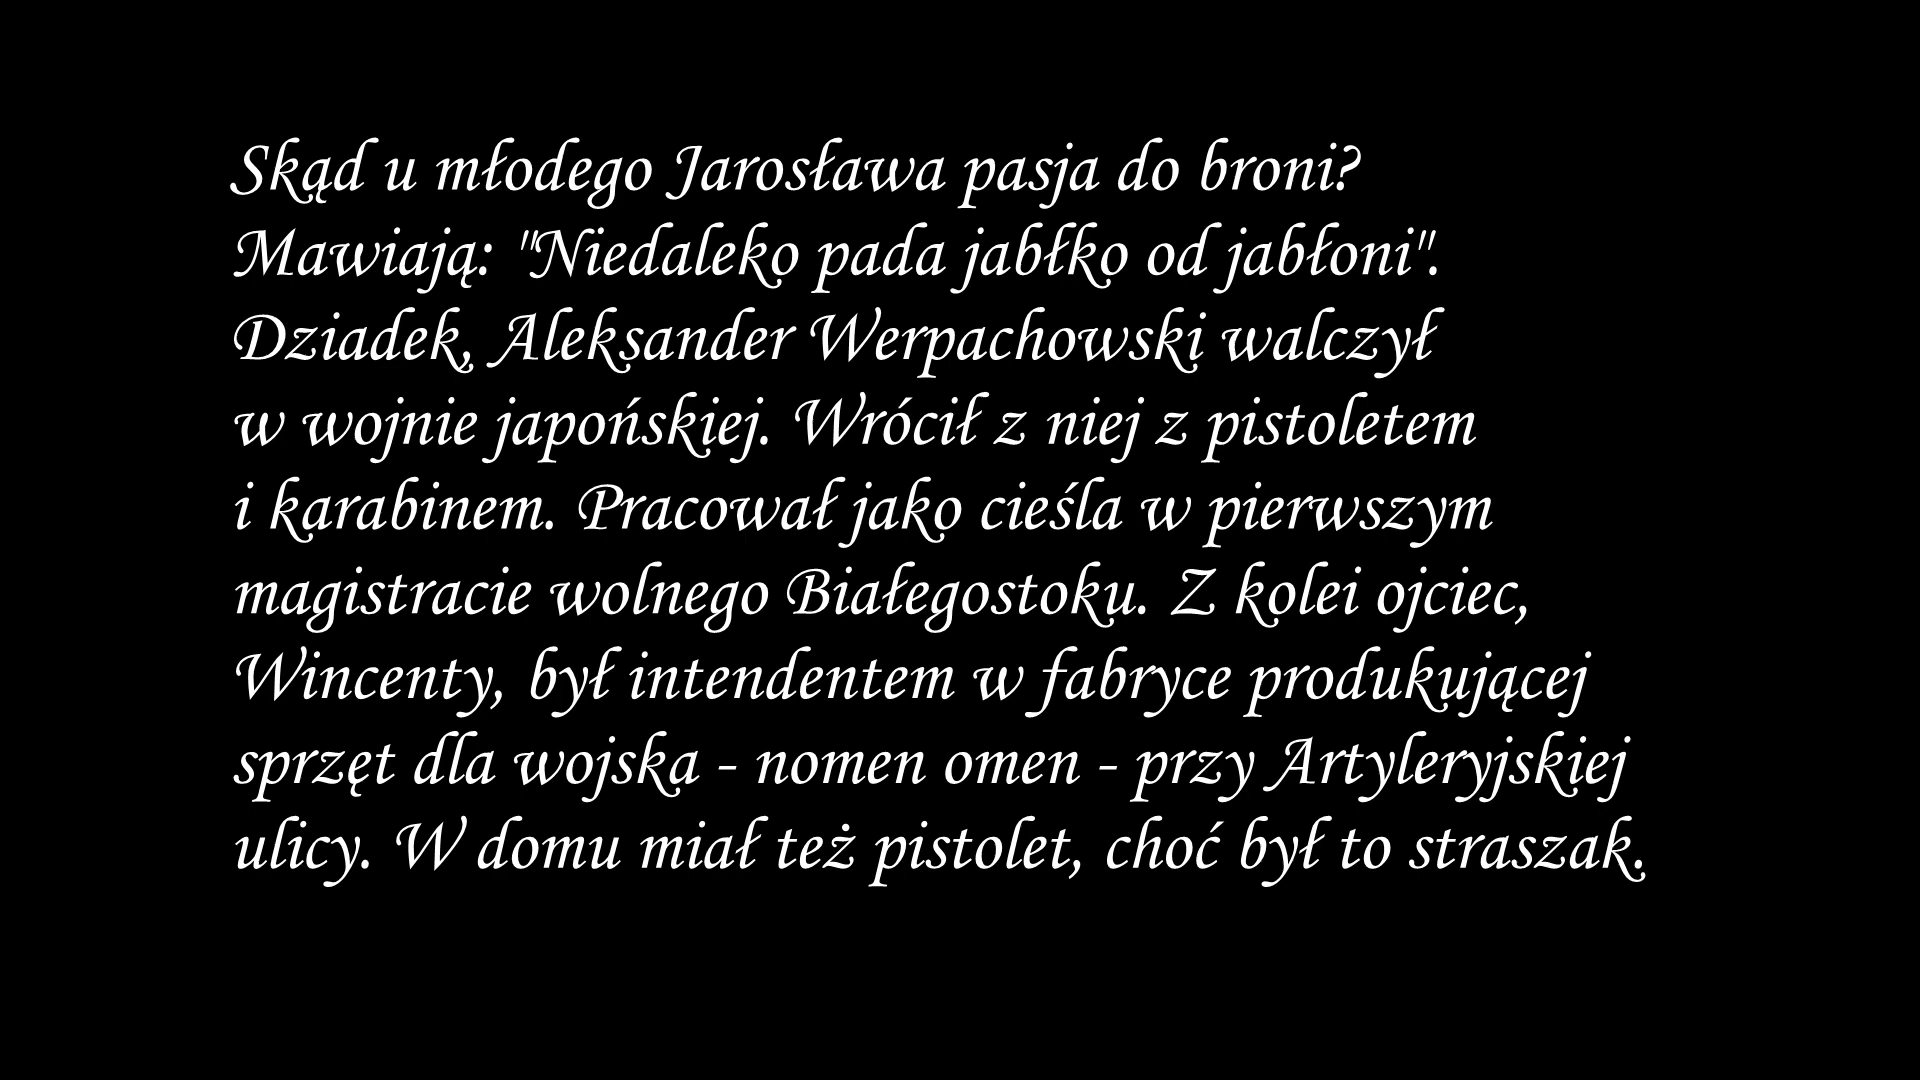 Skąd u młodego Jarosława pasja do broni?
Mawiają: "Niedaleko pada jabłko od jabłoni".
Dziadek, Aleksander Werpachowski walczył
w wojnie japońskiej. Wrócił z niej z pistoletem
i karabinem. Pracował jako cieśla w pierwszym
magistracie wolnego Białegostoku. Z kolei ojciec,
Wincenty, był intendentem w fabryce produkującej
sprzęt dla wojska - nomen omen - przy Artyleryjskiej
ulicy. W domu miał też pistolet, choć był to straszak.